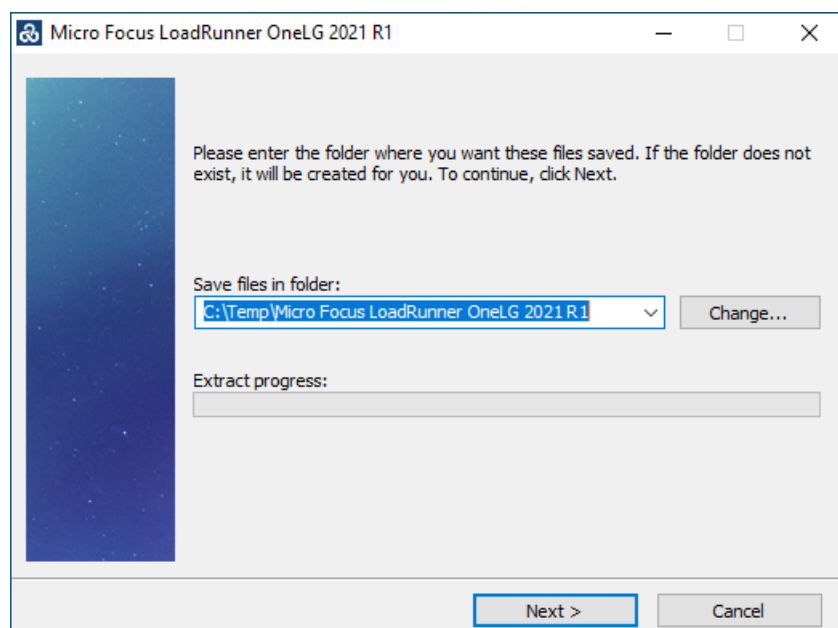 Micro Focus LoadRunner OneLG 2021 R1
Please enter the folder where you want these files saved. If the folder does not
exist, it will be created for you. To continue, click Next.
Save files in folder:
C:\Temp\Micro Focus LoadRunner OneLG 2021 R1
Change...
Extract progress:
Next >
Cancel